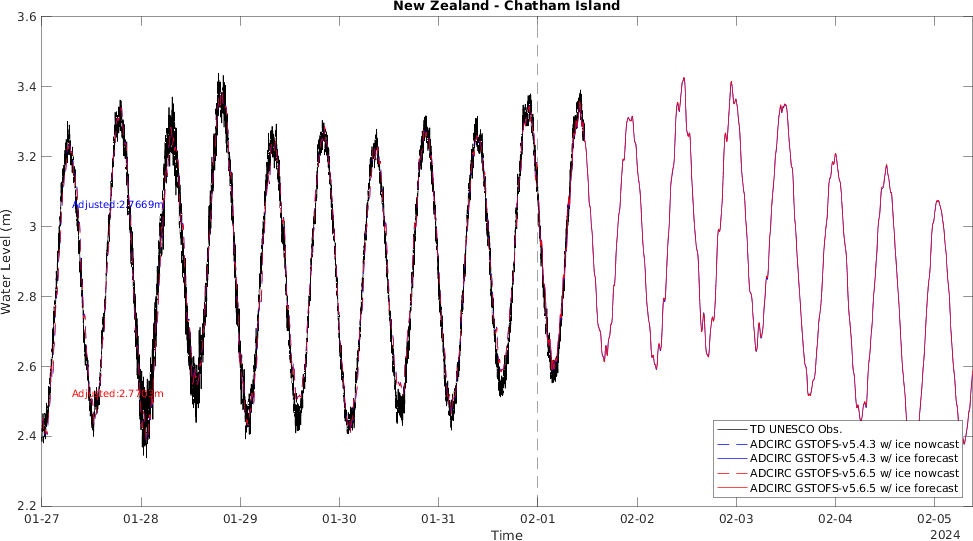 New Zealand - Chatham Island
3.6
3.4
3.2
3
2.8
2.6
2.4
2.2
Water Level (m)
Adjusted:2.7669m
TD UNESCO Obs.
ADCIRC GSTOFS-v5.4.3 w/ ice nowcast
ADCIRC GSTOFS-v5.4.3 w/ ice forecast
ADCIRC GSTOFS-v5.6.5 w/ ice nowcast
ADCIRC GSTOFS-v5.6.5 w/ ice forecast
01-27 01-28 01-29 01-30 01-31 02-01 02-02 02-03 02-04 02-05
Time 2024